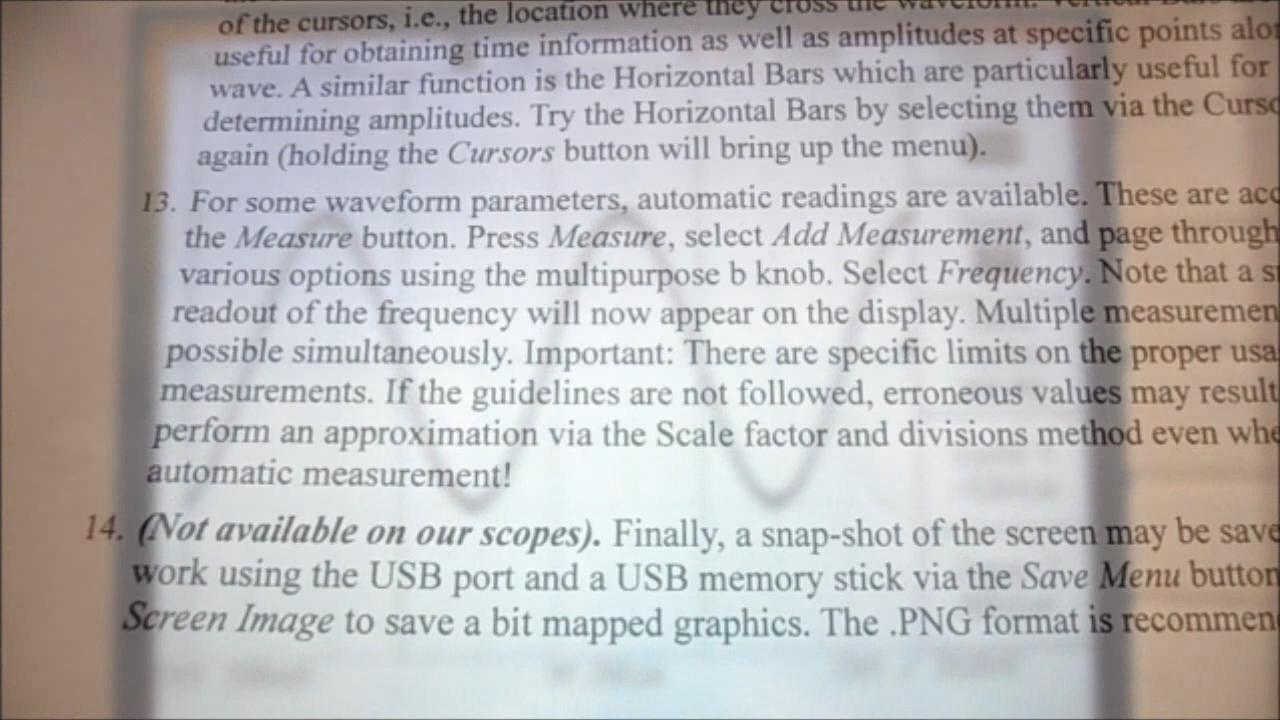 of the cursors, i.e., the location where they cross the waveform. Vertical Bars are
useful for obtaining time information as well as amplitudes at specific points alo
wave. A similar function is the Horizontal Bars which are particularly useful for
determining amplitudes. Try the Horizontal Bars by selecting them via the Curso
again (holding the Cursors button will bring up the menu).
13. For some waveform parameters, automatic readings are available. These are acc
the Measure button. Press Measure, select Add Measurement, and page through
various options using the multipurpose b knob. Select Frequency. Note that a s
readout of the frequency will now appear on the display. Multiple measuremen
possible simultaneously. Important: There are specific limits on the proper usa
measurements. If the guidelines are not followed, erroneous values may result
perform an approximation via the Scale factor and divisions method even whe
automatic measurement!
14. (Not available on our scopes). Finally, a snap-shot of the screen may be save
work using the USB port and a USB memory stick via the Save Menu button
Screen Image to save a bit mapped graphics. The .PNG format is recommen